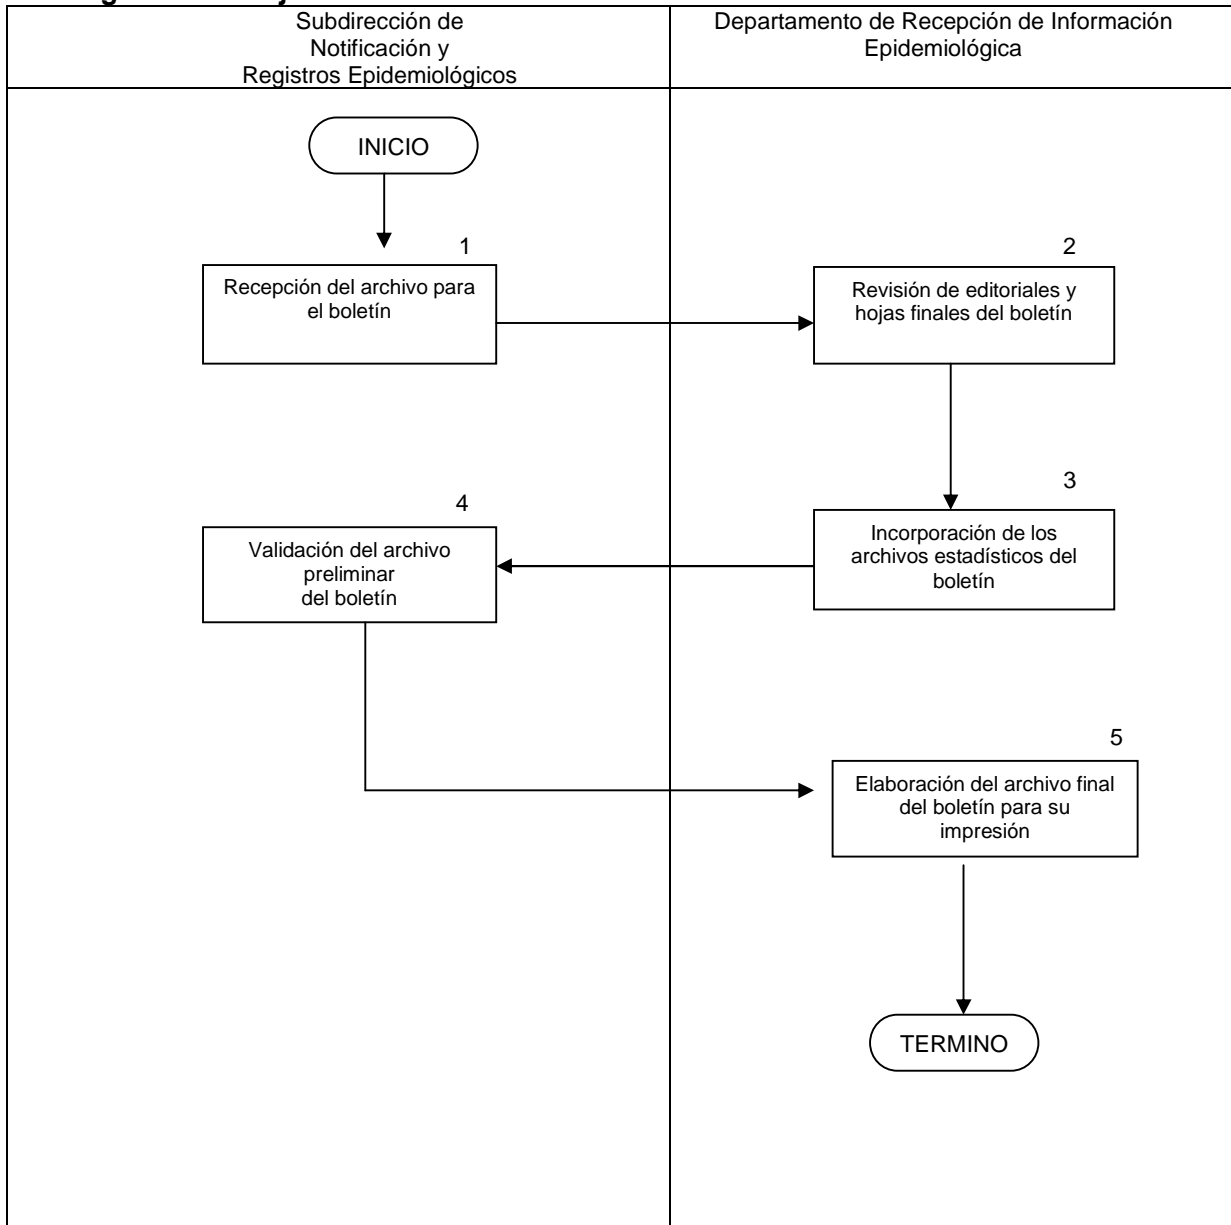 Subdirección de
Notificación y
Registros Epidemiológicos
Departamento de Recepción de Información
Epidemiológica
INICIO
1
Recepción del archivo para
el boletín
2
Revisión de editoriales y
hojas finales del boletín
3
Incorporación de los
archivos estadísticos del
boletín
4
Validación del archivo
preliminar
del boletín
5
Elaboración del archivo final
del boletín para su
impresión
TERMINO